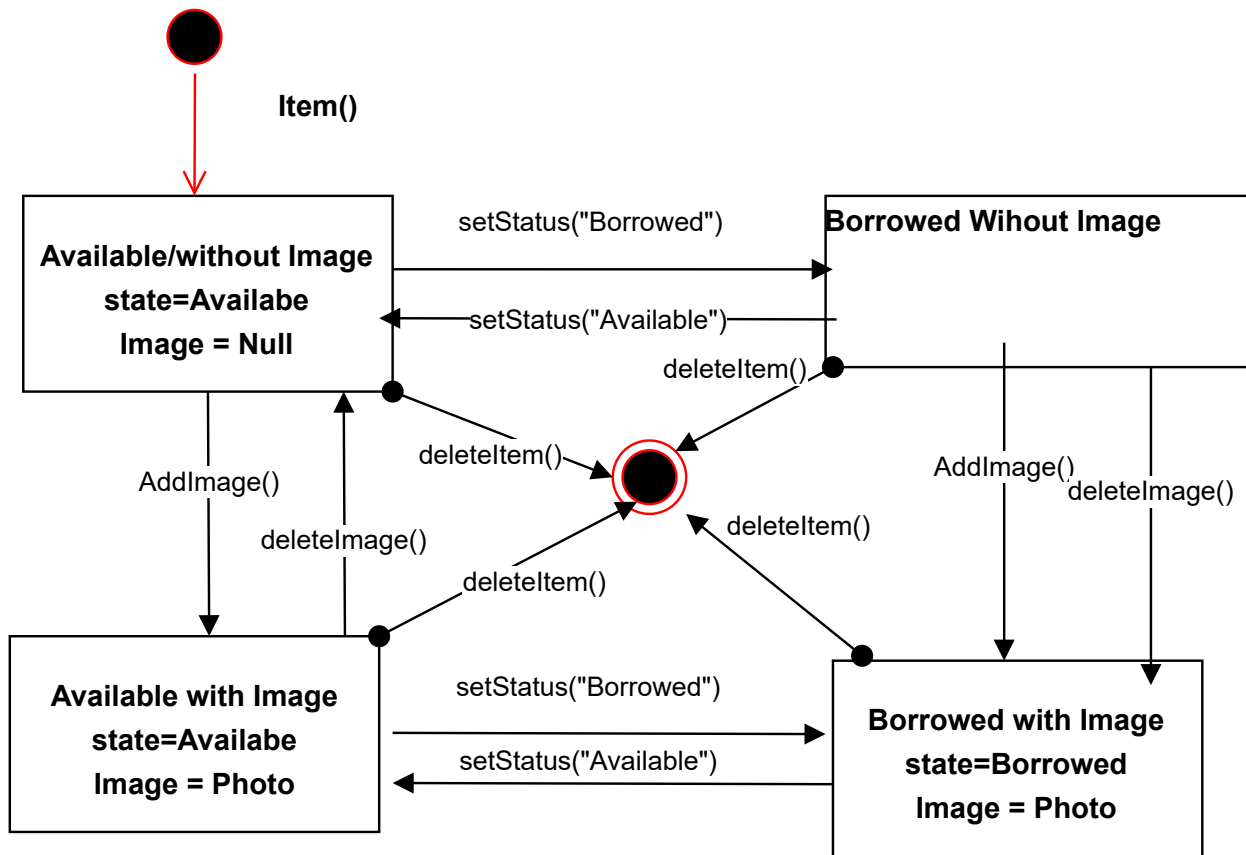 Item()
setStatus("Borrowed")
Borrowed Wihout Image
Available/without Image
state=Availabe
Image = Null
setStatus("Available")
deleteItem()
deleteItem()
AddImage()
AddImage()
deleteImage()
deleteImage()
deleteItem()
deleteItem()
setStatus("Borrowed")
Available with Image
state=Availabe
Image = Photo
setStatus("Available")
Borrowed with Image
state=Borrowed
Image = Photo